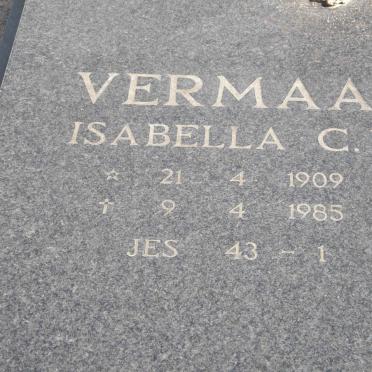 VERMAA
ISABELLA C.
☆ 21 4 1909
† 9 4 1985
JES 43 – 1